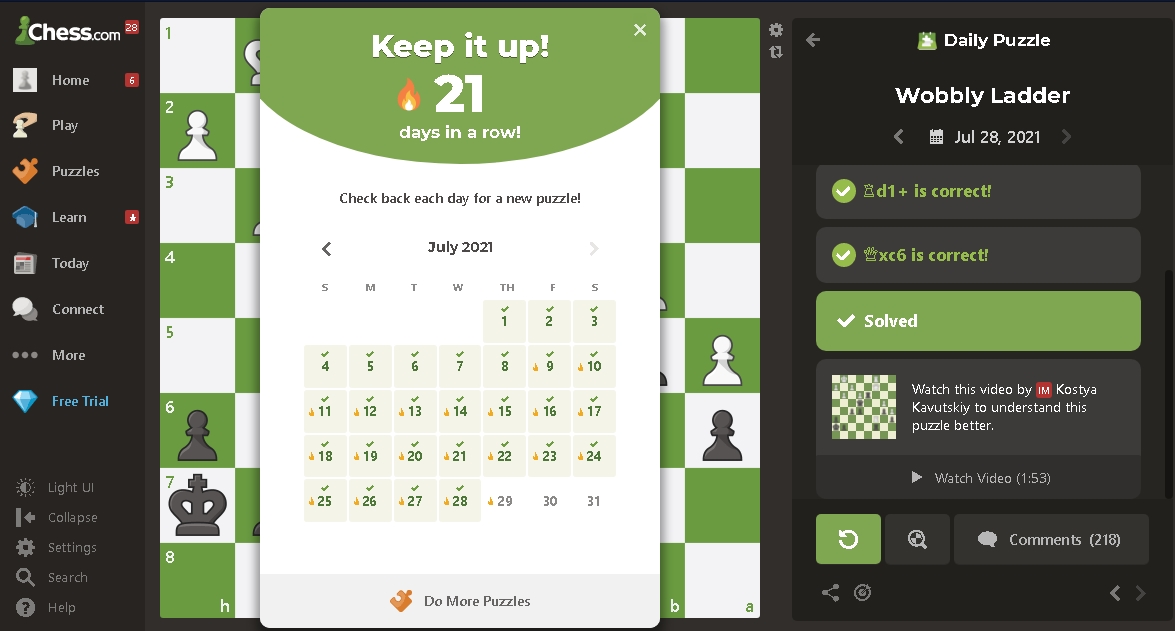 Chess.com 28
Home 6
Play
Puzzles
Learn
Today
Connect
More
Free Trial
Light UI
Collapse
Settings
Search
Help
1
2
3
4
5
6
7
8
h
b
a
Keep it up!
21
days in a row!
Check back each day for a new puzzle!
July 2021
S M T W TH F S
1 2 3
4 5 6 7 8 9 10
11 12 13 14 15 16 17
18 19 20 21 22 23 24
25 26 27 28 29 30 31
Do More Puzzles
Daily Puzzle
Wobbly Ladder
Jul 28, 2021
♖d1+ is correct!
♕xc6 is correct!
Solved
Watch this video by IM Kostya
Kavutskiy to understand this
puzzle better.
Watch Video (1:53)
Comments (218)